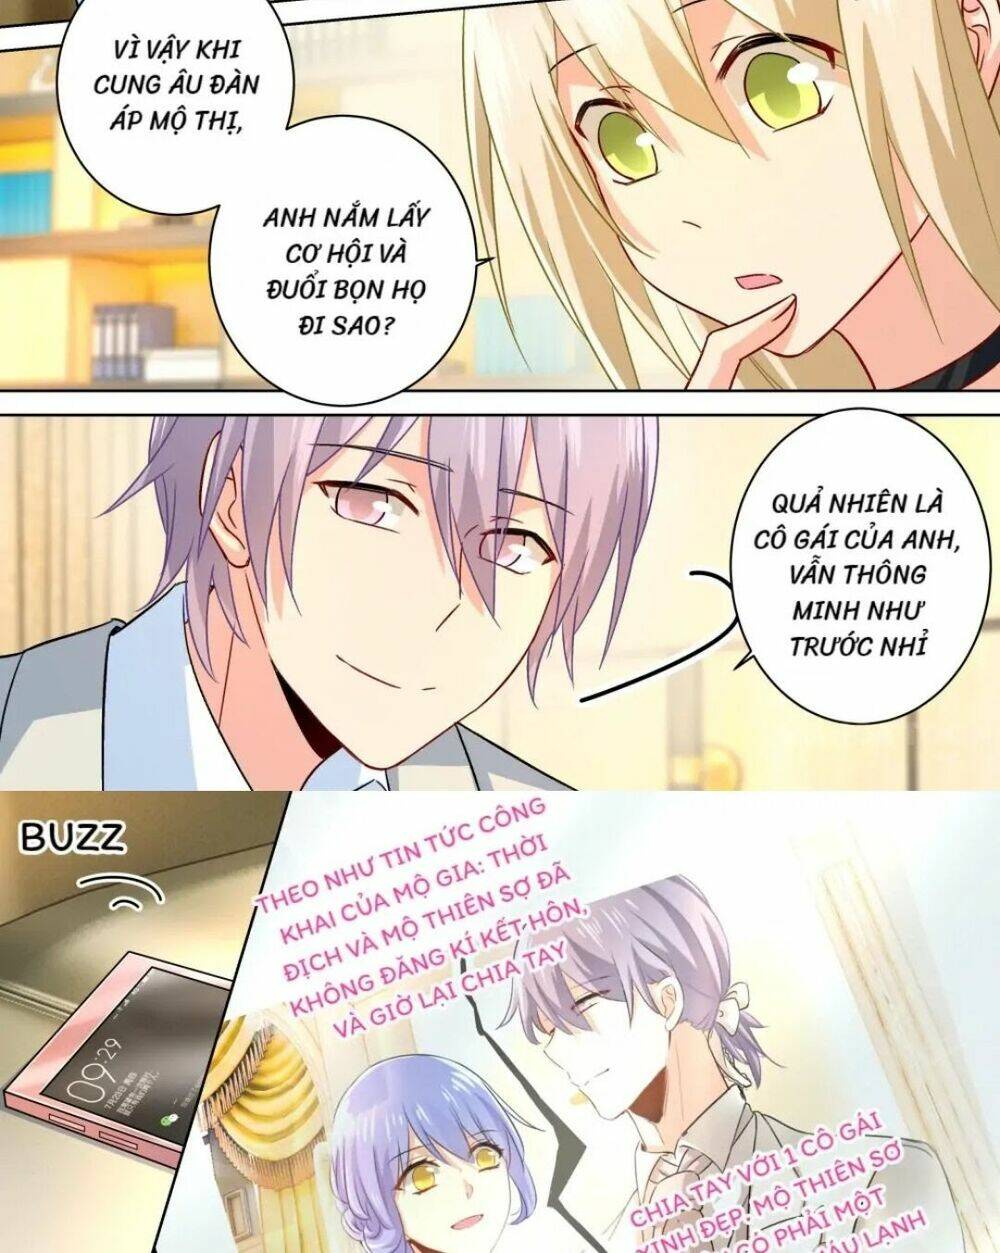 VÌ VẬY KHI
CUNG ÂU ĐÀN
ÁP MỘ THỊ,
ANH NẮM LẤY
CƠ HỘI VÀ
ĐUỔI BỌN HỌ
ĐI SAO?
QUẢ NHIÊN LÀ
CÔ GÁI CỦA ANH,
VẪN THÔNG
MINH NHƯ
TRƯỚC NHỈ
BUZZ
09:29
THEO NHƯ TIN TỨC CÔNG
KHAI CỦA MỘ GIA: THỜI
ĐỊCH VÀ MỘ THIÊN SƠ ĐÃ
KHÔNG ĐĂNG KÍ KẾT HÔN,
VÀ GIỜ LẠI CHIA TAY
CHIA TAY VỚI 1 CÔ GÁI
XINH ĐẸP. MỘ THIÊN SƠ
PHẢI MỘT
LẠNH